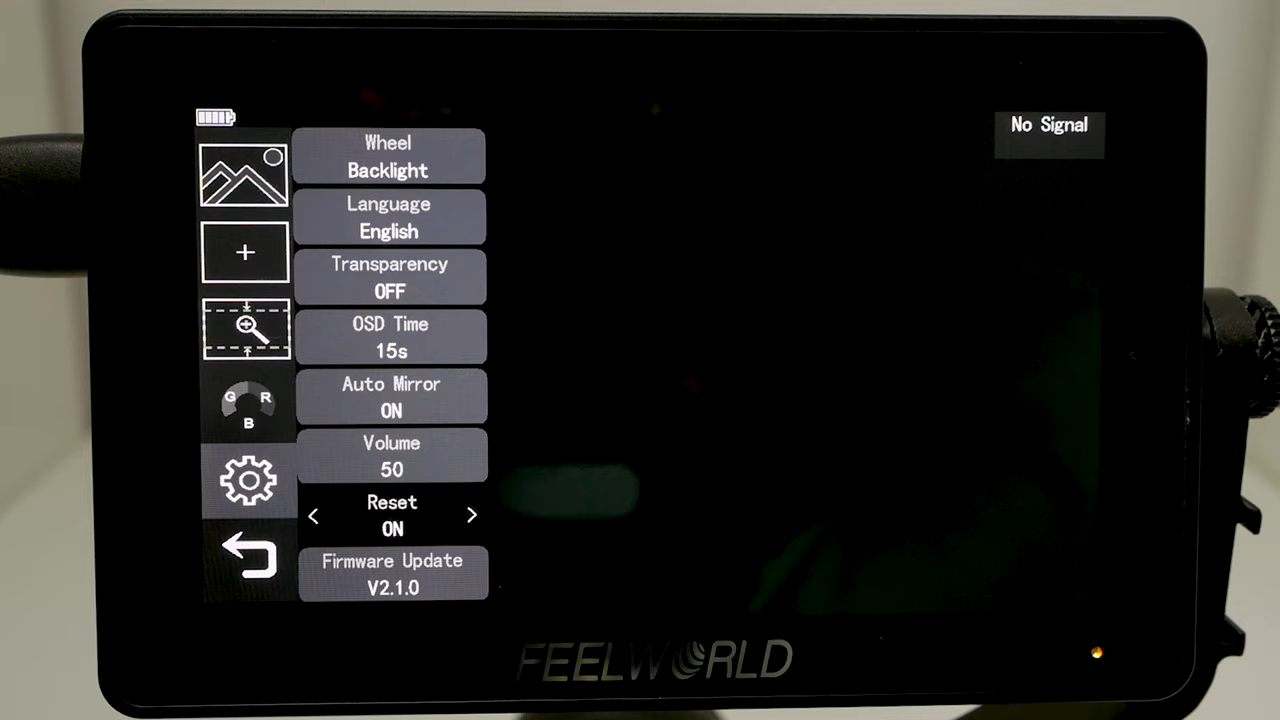 No Signal
Wheel
Backlight
Language
English
Transparency
OFF
OSD Time
15s
Auto Mirror
ON
G R
B
Volume
50
Reset
< ON >
Firmware Update
V2.1.0
FEELWORLD